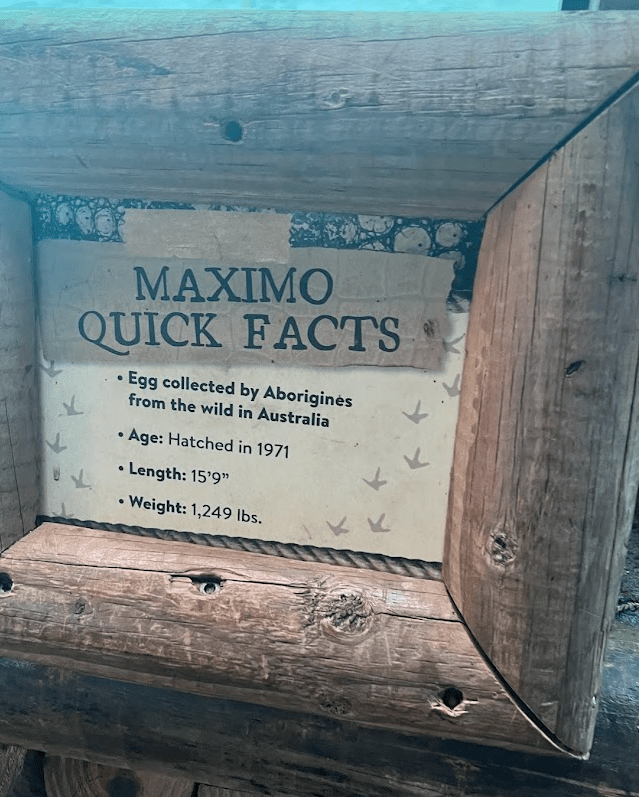 MAXIMO
QUICK FACTS
• Egg collected by Aborigines
from the wild in Australia
• Age: Hatched in 1971
• Length: 15'9”
• Weight: 1,249 lbs.